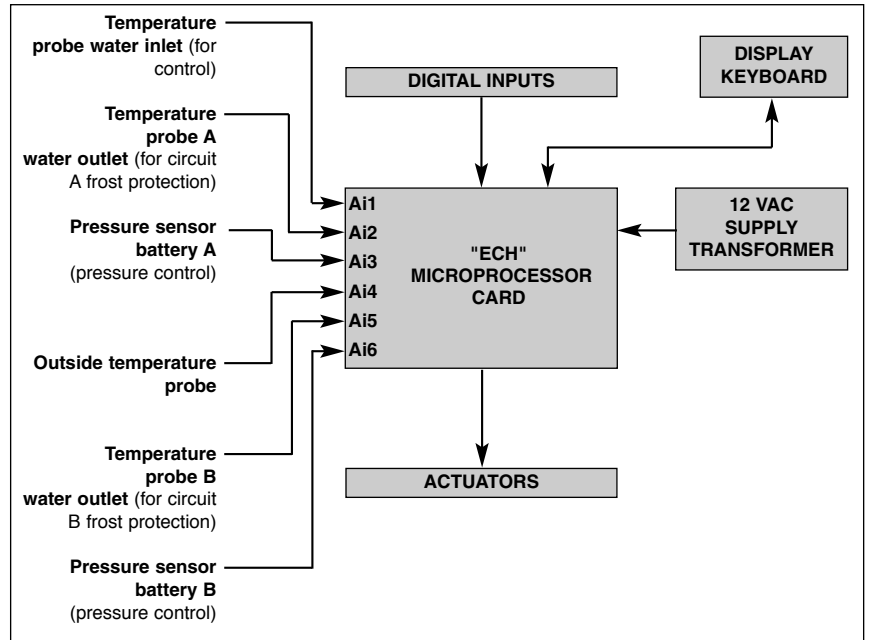 Temperature
probe water inlet (for
control)
Temperature
probe A
water outlet (for circuit
A frost protection)
Pressure sensor
battery A
(pressure control)
Outside temperature
probe
Temperature
probe B
water outlet (for circuit
B frost protection)
Pressure sensor
battery B
(pressure control)
DIGITAL INPUTS
DISPLAY
KEYBOARD
Ai1
Ai2
Ai3
Ai4
Ai5
Ai6
"ECH"
MICROPROCESSOR
CARD
12 VAC
SUPPLY
TRANSFORMER
ACTUATORS